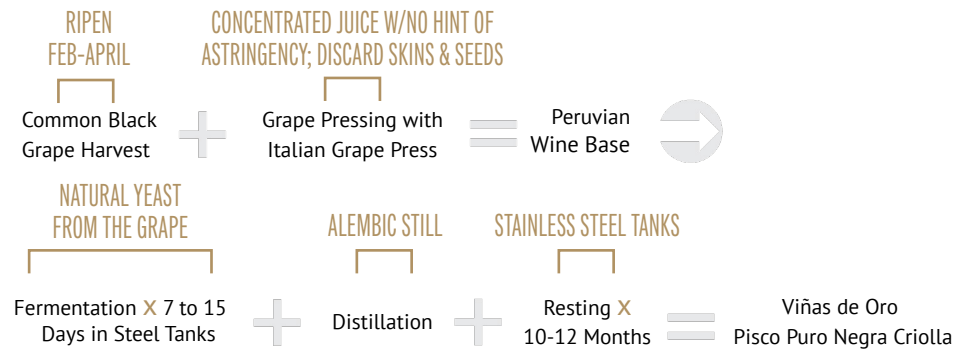 RIPEN
FEB-APRIL
CONCENTRATED JUICE W/NO HINT OF
ASTRINGENCY; DISCARD SKINS & SEEDS
Common Black
Grape Harvest
Grape Pressing with
Italian Grape Press
Peruvian
Wine Base
NATURAL YEAST
FROM THE GRAPE
ALEMBIC STILL
STAINLESS STEEL TANKS
Fermentation X 7 to 15
Days in Steel Tanks
Distillation
Resting X
10-12 Months
Viñas de Oro
Pisco Puro Negra Criolla